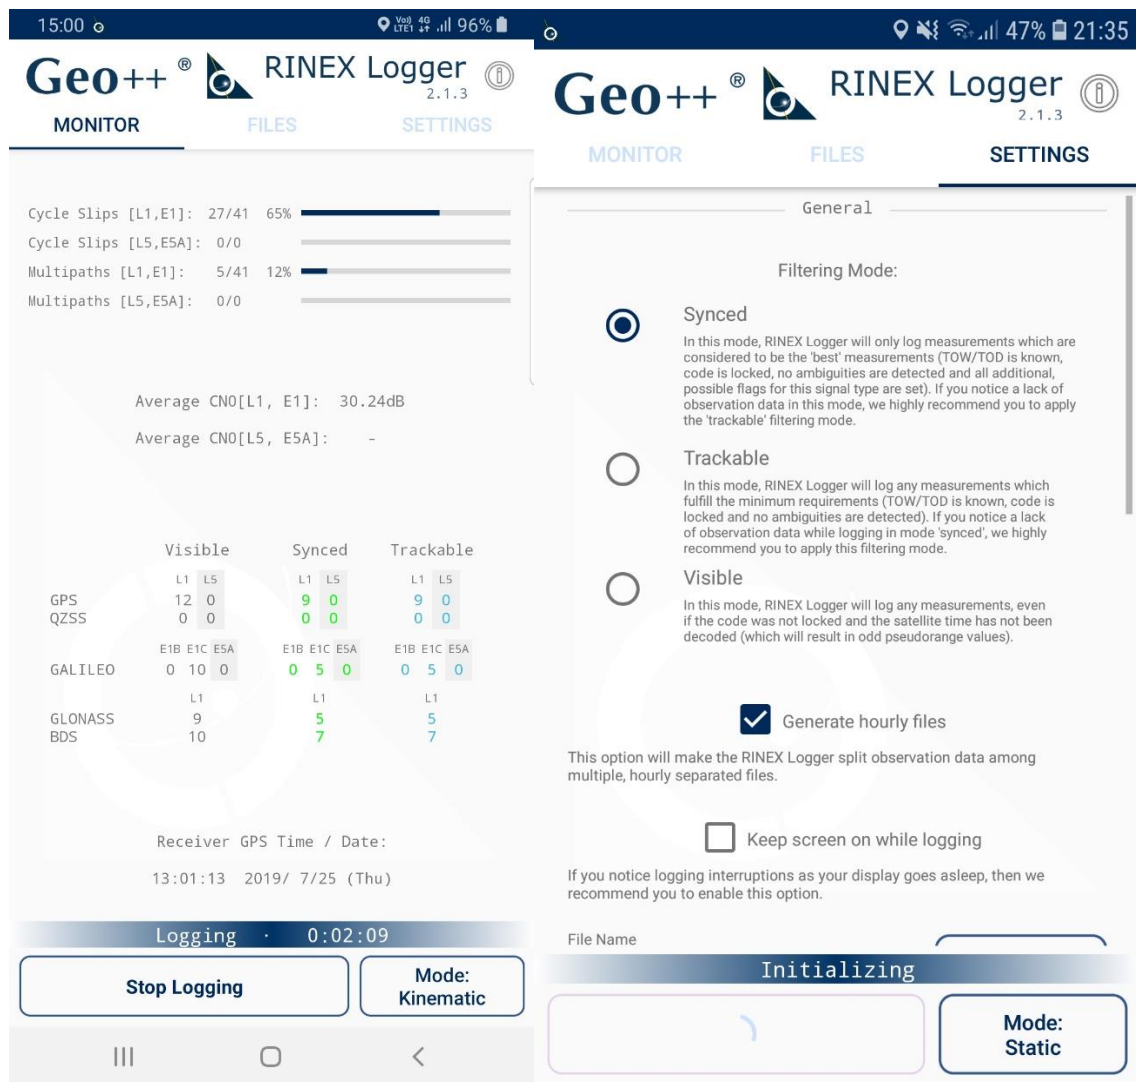 15:00 Vo)) LTE1 4G 96%
Geo++ ® RINEX Logger
2.1.3
MONITOR FILES SETTINGS
Cycle Slips [L1,E1]: 27/41 65%
Cycle Slips [L5,E5A]: 0/0
Multipaths [L1,E1]: 5/41 12%
Multipaths [L5,E5A]: 0/0
Average CN0[L1, E1]: 30.24dB
Average CN0[L5, E5A]: -
Visible Synced Trackable
L1 L5 L1 L5 L1 L5
GPS 12 0 9 0 9 0
QZSS 0 0 0 0 0 0
E1B E1C E5A E1B E1C E5A E1B E1C E5A
GALILEO 0 10 0 0 5 0 0 5 0
L1 L1 L1
GLONASS 9 5 5
BDS 10 7 7
Receiver GPS Time / Date:
13:01:13 2019/ 7/25 (Thu)
Logging · 0:02:09
Stop Logging
Mode:
Kinematic
47% 21:35
Geo++ ® RINEX Logger
2.1.3
MONITOR FILES SETTINGS
General
Filtering Mode:
Synced
In this mode, RINEX Logger will only log measurements which are
considered to be the 'best' measurements (TOW/TOD is known,
code is locked, no ambiguities are detected and all additional,
possible flags for this signal type are set). If you notice a lack of
observation data in this mode, we highly recommend you to apply
the 'trackable' filtering mode.
Trackable
In this mode, RINEX Logger will log any measurements which
fulfill the minimum requirements (TOW/TOD is known, code is
locked and no ambiguities are detected). If you notice a lack
of observation data while logging in mode 'synced', we highly
recommend you to apply this filtering mode.
Visible
In this mode, RINEX Logger will log any measurements, even
if the code was not locked and the satellite time has not been
decoded (which will result in odd pseudorange values).
Generate hourly files
This option will make the RINEX Logger split observation data among
multiple, hourly separated files.
Keep screen on while logging
If you notice logging interruptions as your display goes asleep, then we
recommend you to enable this option.
File Name
Initializing
Mode:
Static